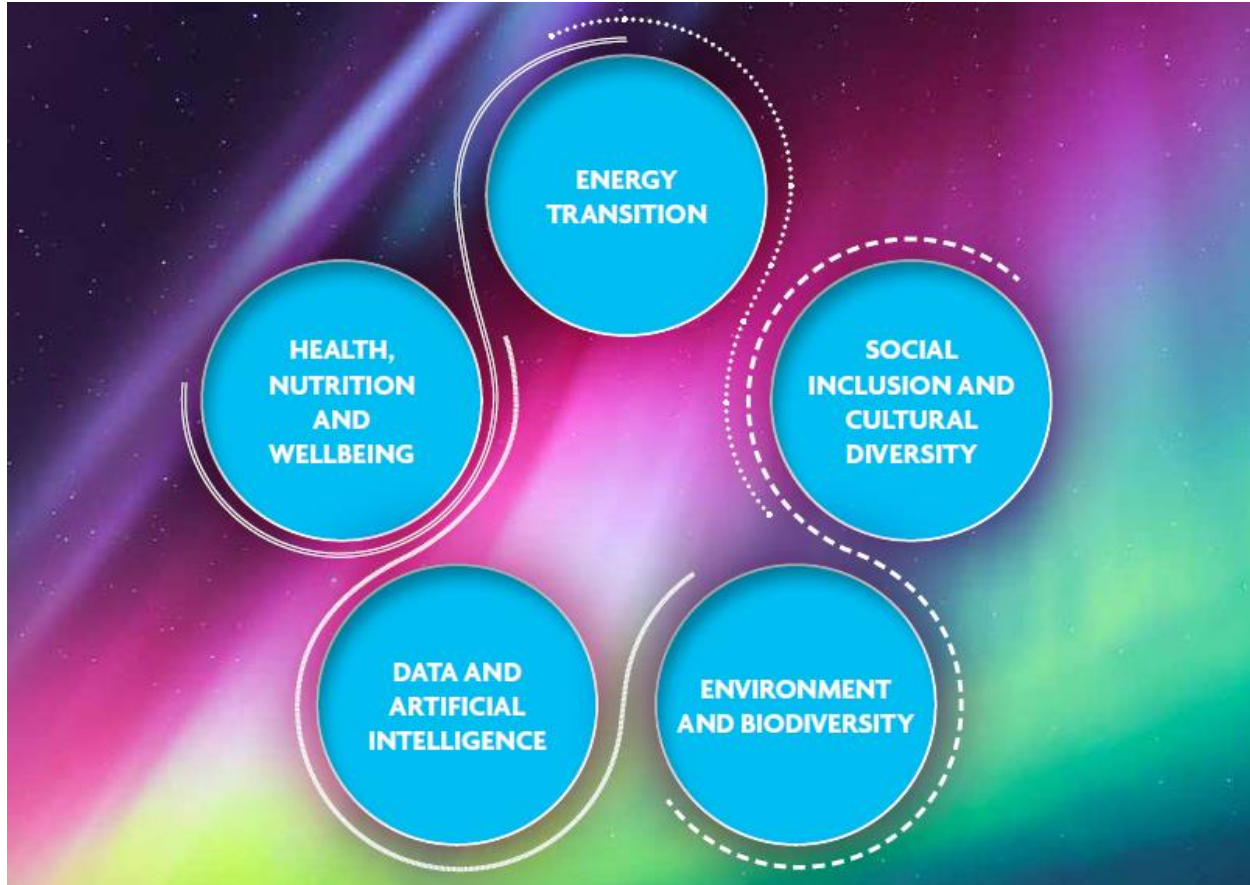 ENERGY
TRANSITION
HEALTH,
NUTRITION
AND
WELLBEING
SOCIAL
INCLUSION AND
CULTURAL
DIVERSITY
DATA AND
ARTIFICIAL
INTELLIGENCE
ENVIRONMENT
AND BIODIVERSITY